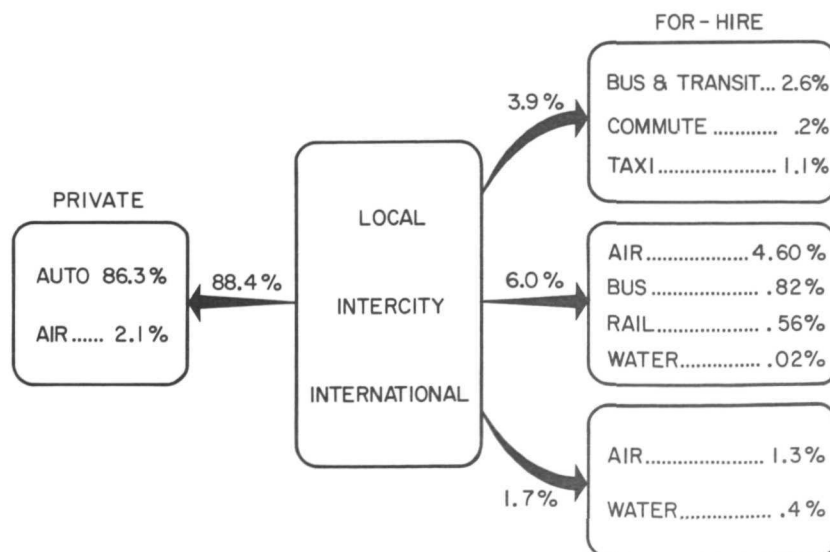 FOR-HIRE
BUS & TRANSIT... 2.6%
3.9%
COMMUTE ............ .2%
TAXI ...................... 1.1%
PRIVATE
LOCAL
AUTO 86.3%
88.4%
AIR...... 2.1%
INTERCITY
INTERNATIONAL
6.0%
AIR....................4.60%
BUS .................. .82%
RAIL.................. .56%
WATER............... .02%
1.7%
AIR....................... 1.3%
WATER.................. .4%